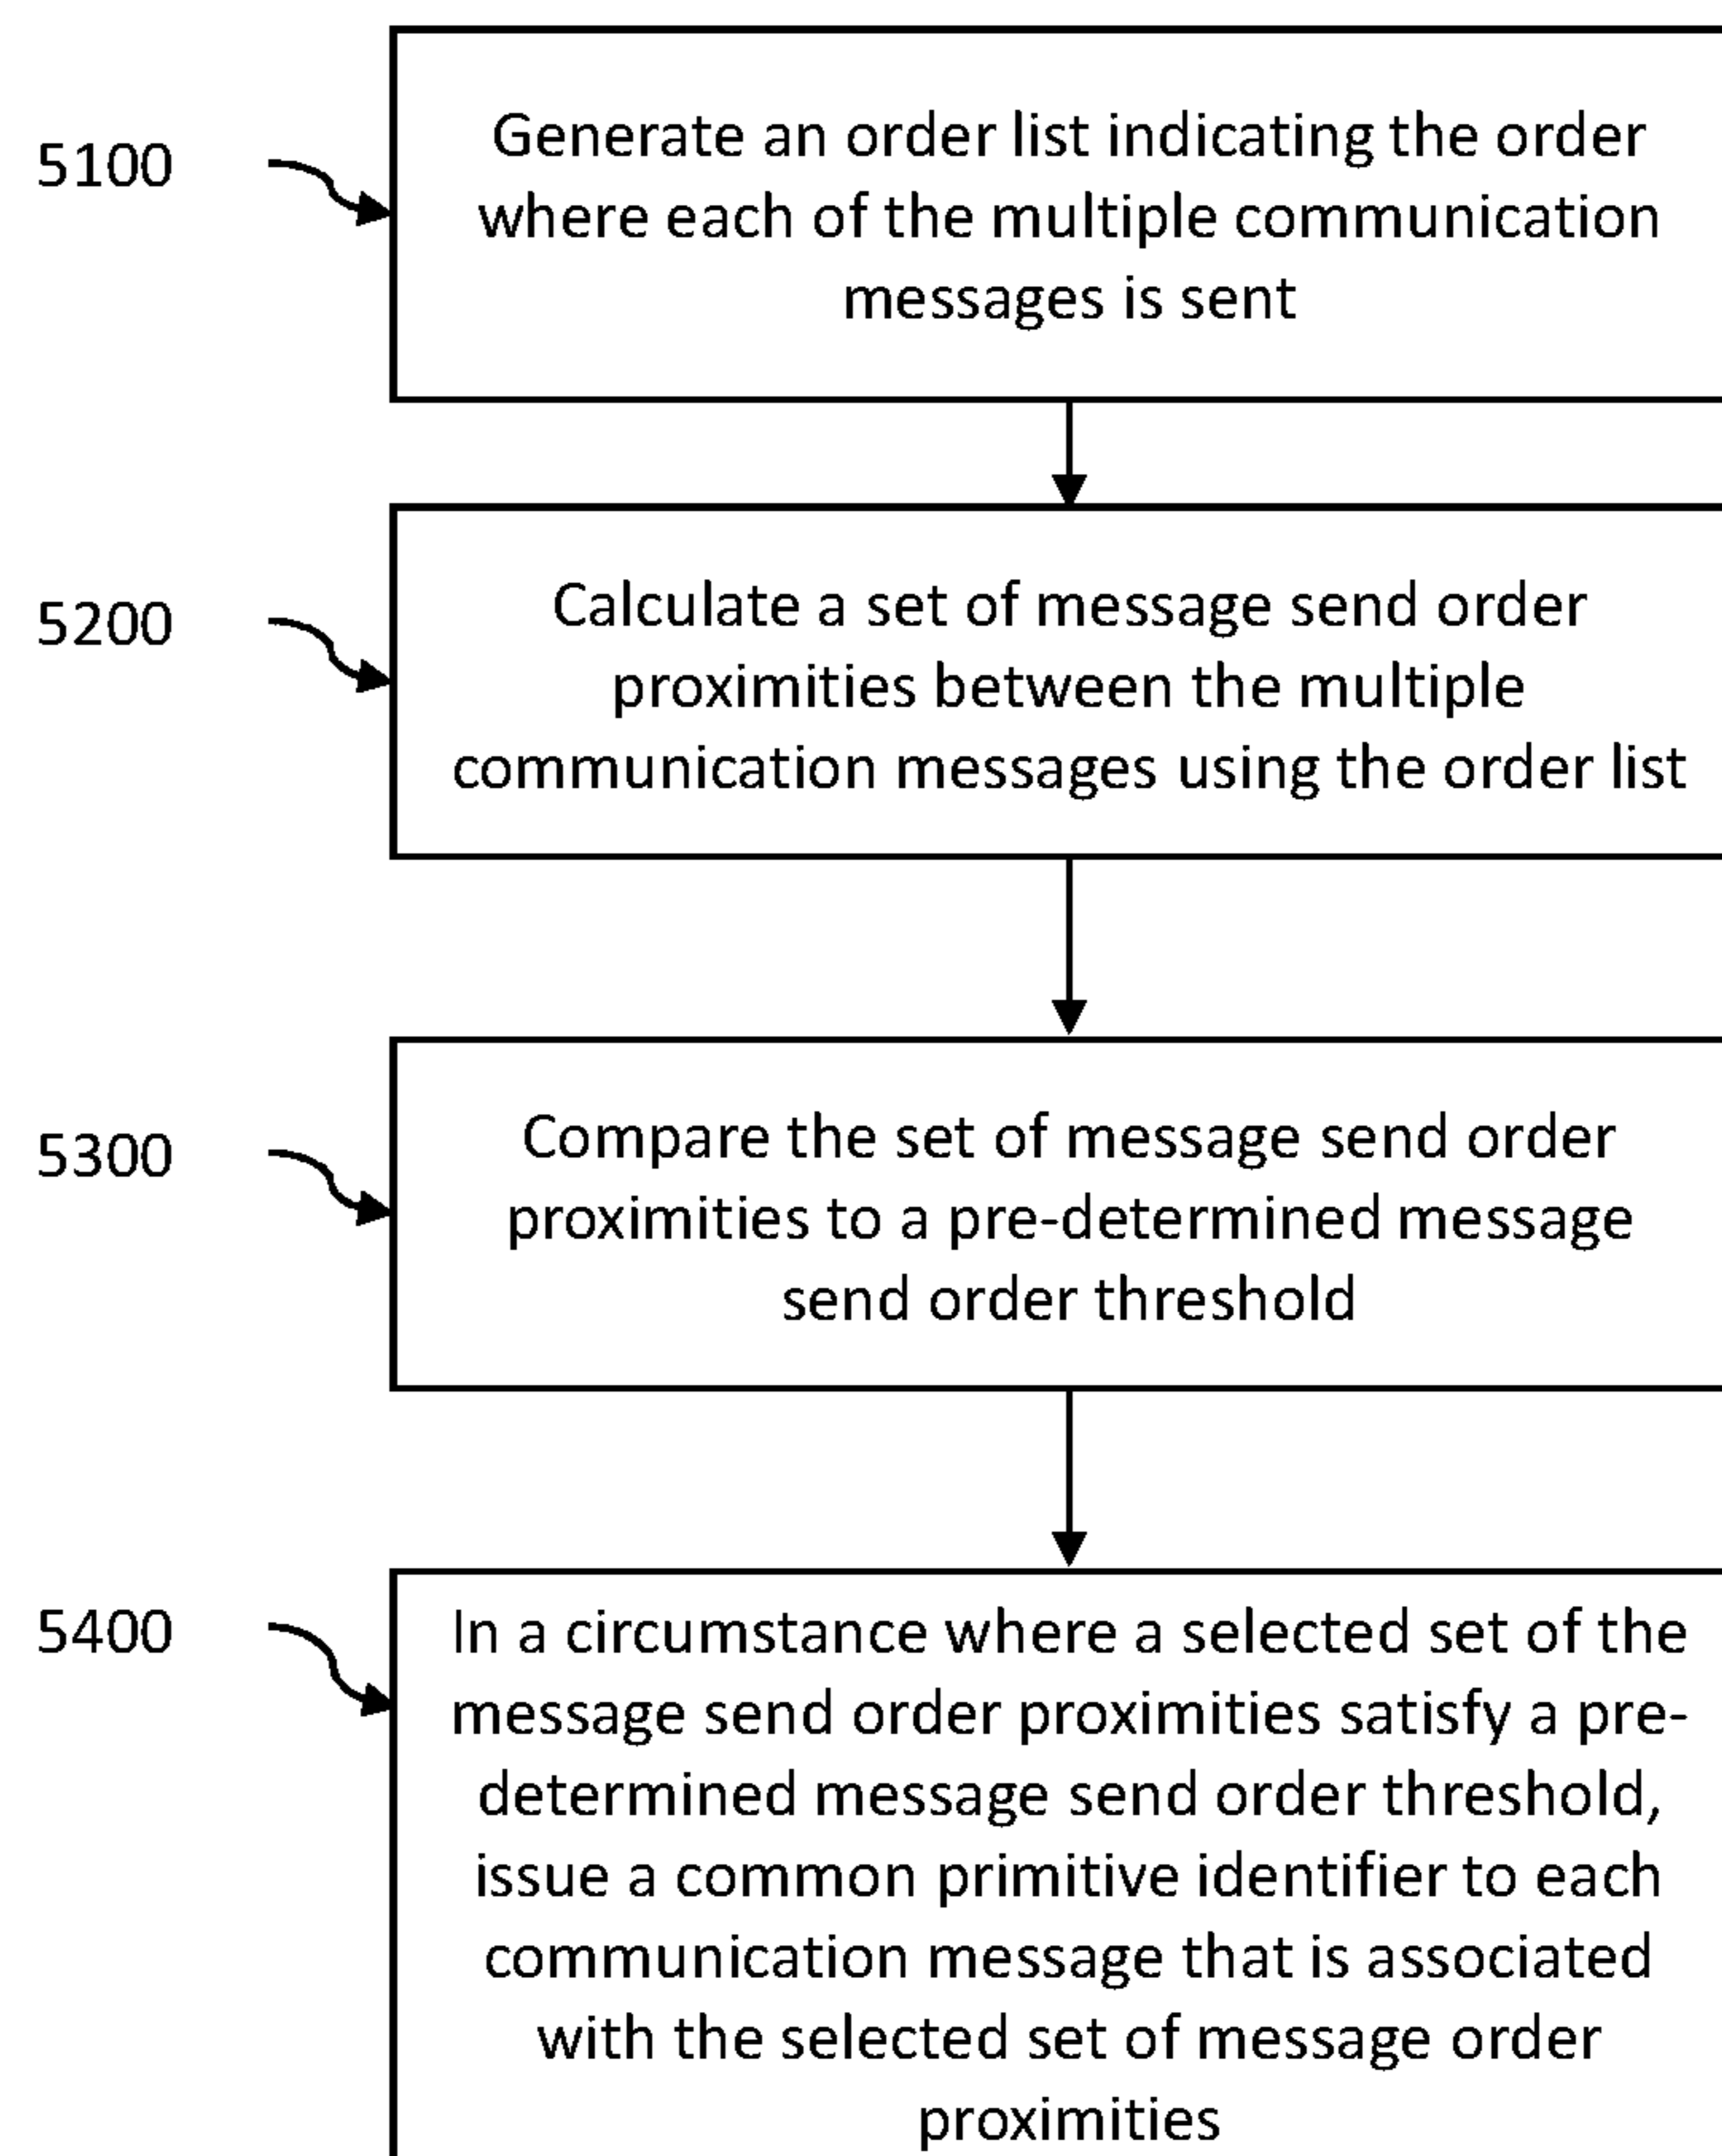 5100
Generate an order list indicating the order
where each of the multiple communication
messages is sent
5200
Calculate a set of message send order
proximities between the multiple
communication messages using the order list
5300
Compare the set of message send order
proximities to a pre-determined message
send order threshold
5400
In a circumstance where a selected set of the
message send order proximities satisfy a pre-
determined message send order threshold,
issue a common primitive identifier to each
communication message that is associated
with the selected set of message order
proximities